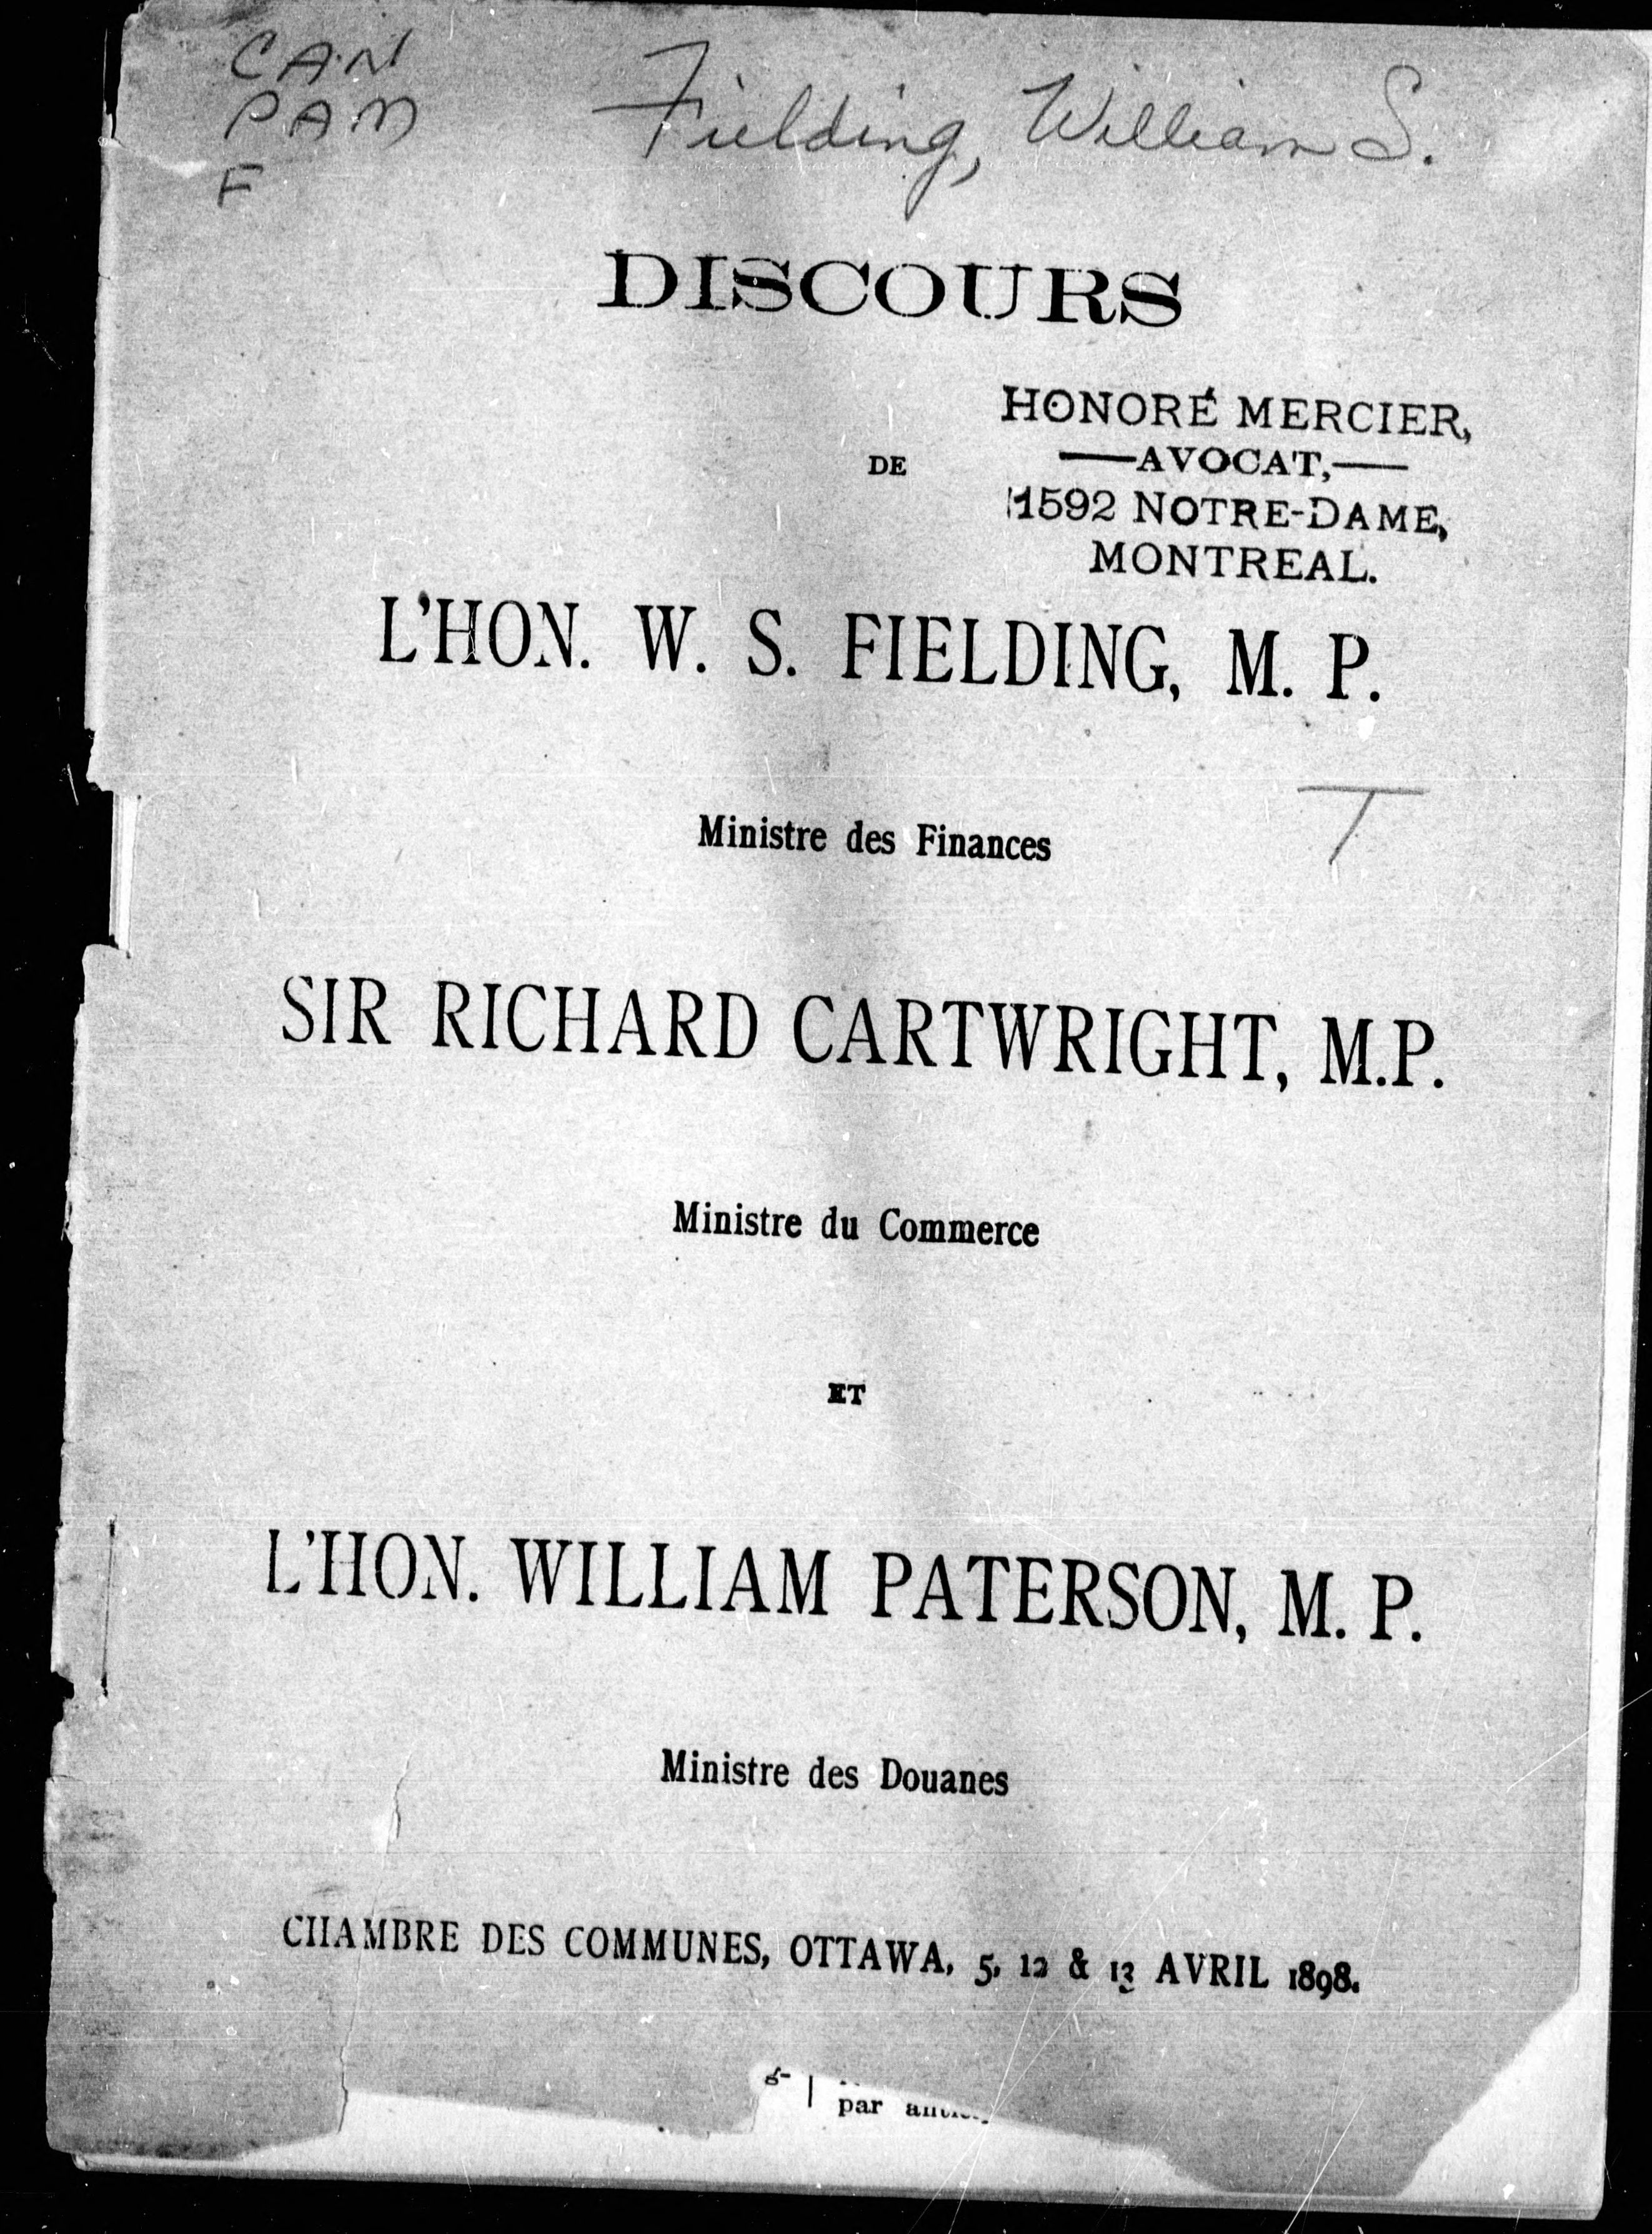 CAN
PAM
F
Fielding, William S.
DISCOURS
HONORÉ MERCIER,
—AVOCAT,—
1592 NOTRE-DAME,
MONTREAL.
DE
L'HON. W. S. FIELDING, M. P.
T
Ministre des Finances
SIR RICHARD CARTWRIGHT, M.P.
Ministre du Commerce
ET
L'HON. WILLIAM PATERSON, M. P.
Ministre des Douanes
CHAMBRE DES COMMUNES, OTTAWA, 5, 12 & 13 AVRIL 1898.
par